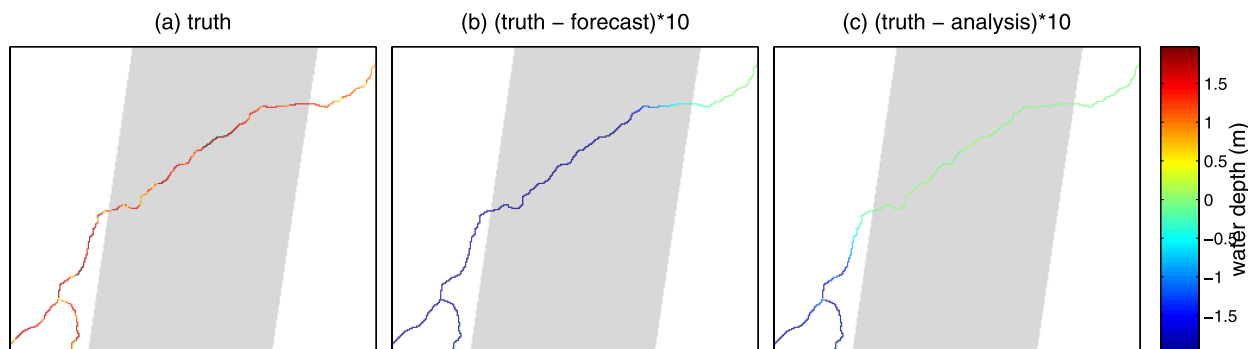 (a) truth
(b) (truth − forecast)*10
(c) (truth − analysis)*10
1.5
1
0.5
0
−0.5
−1
−1.5
water depth (m)